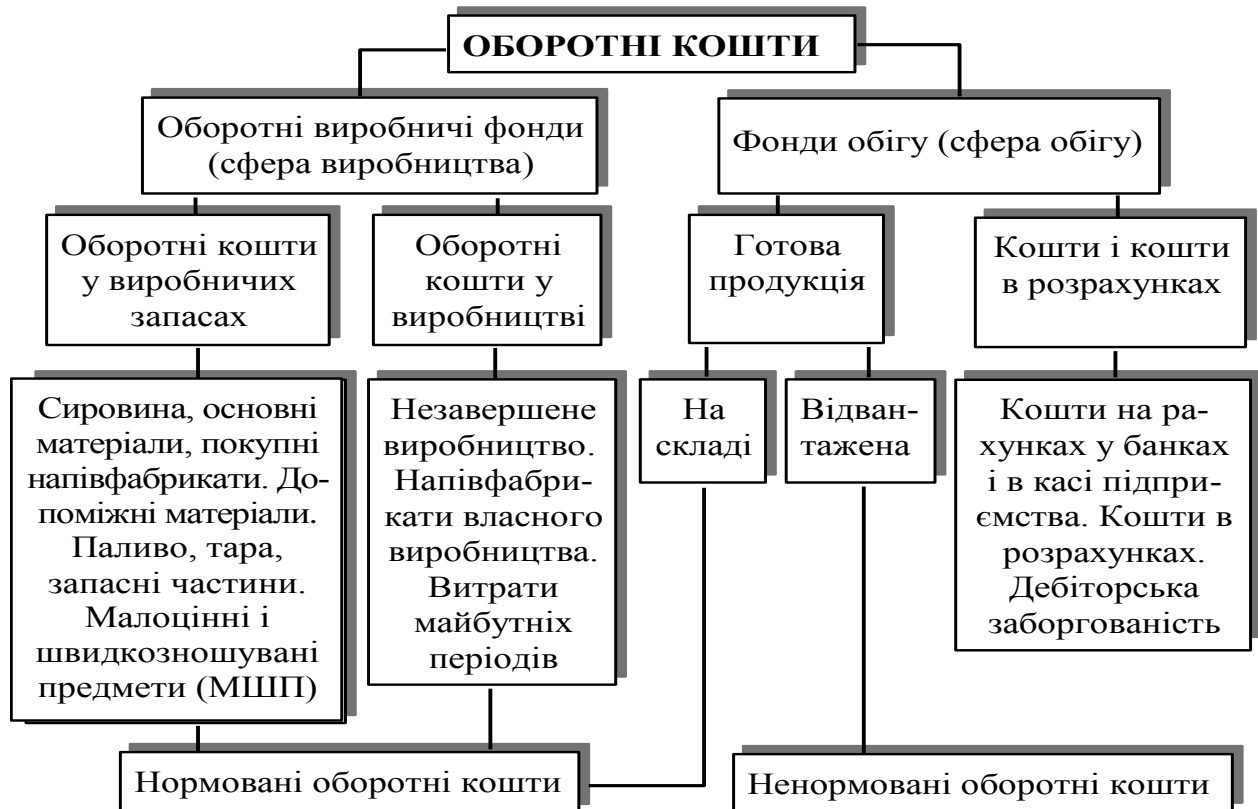 ОБОРОТНІ КОШТИ
Оборотні виробничі фонди
(сфера виробництва)
Фонди обігу (сфера обігу)
Оборотні кошти
у виробничих
запасах
Оборотні
кошти у
виробництві
Готова
продукція
Кошти і кошти
в розрахунках
Сировина, основні
матеріали, покупні
напівфабрикати. До-
поміжні матеріали.
Паливо, тара,
запасні частини.
Малоцінні і
швидкозношувані
предмети (МШП)
Незавершене
виробництво.
Напівфабри-
кати власного
виробництва.
Витрати
майбутніх
періодів
На
складі
Відван-
тажена
Кошти на ра-
хунках у банках
і в касі підпри-
ємства. Кошти в
розрахунках.
Дебіторська
заборгованість
Нормовані оборотні кошти
Ненормовані оборотні кошти